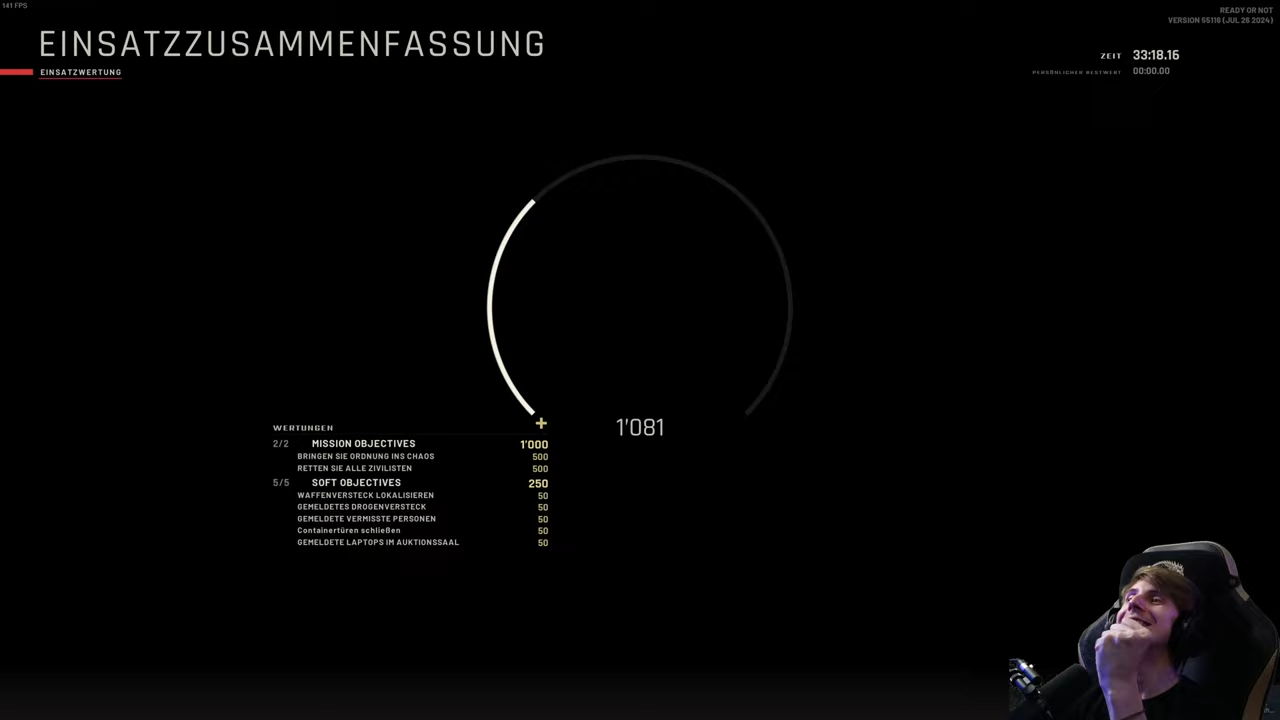 141 FPS
READY OR NOT
VERSION 55116 (JUL 26 2024)
EINSATZZUSAMMENFASSUNG
EINSATZWERTUNG
ZEIT 33:18.16
PERSÖNLICHER BESTWERT 00:00.00
1'081
WERTUNGEN +
2/2 MISSION OBJECTIVES 1'000
BRINGEN SIE ORDNUNG INS CHAOS 500
RETTEN SIE ALLE ZIVILISTEN 500
5/5 SOFT OBJECTIVES 250
WAFFENVERSTECK LOKALISIEREN 50
GEMELDETES DROGENVERSTECK 50
GEMELDETE VERMISSTE PERSONEN 50
Containertüren schließen 50
GEMELDETE LAPTOPS IM AUKTIONSSAAL 50